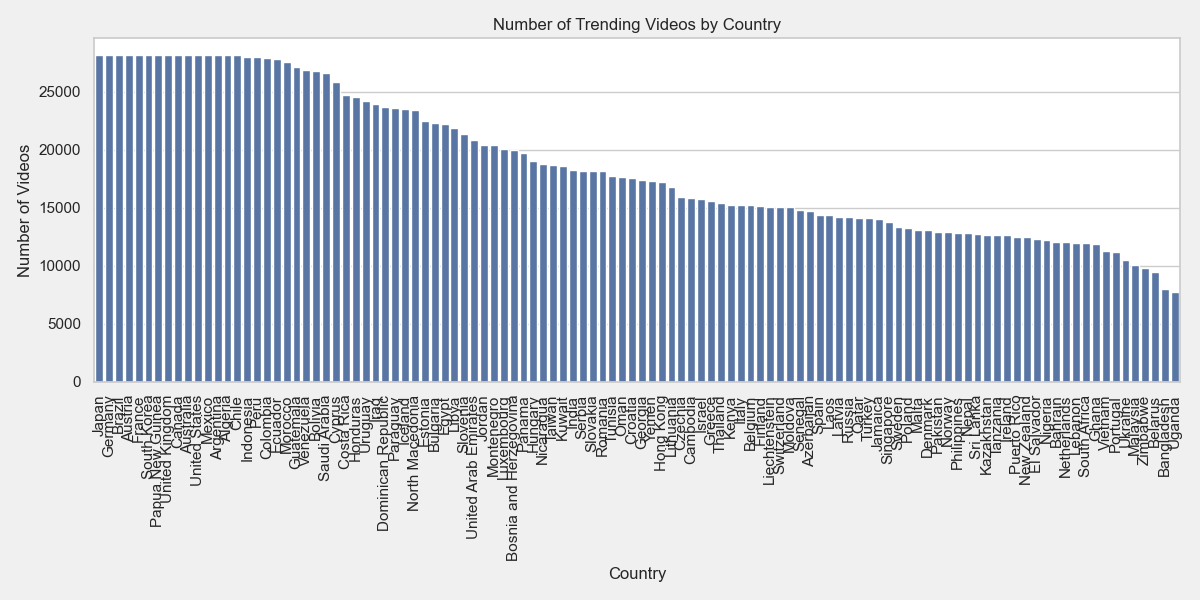 Number of Trending Videos by Country
Number of Videos
25000
20000
15000
10000
5000
0
Japan
Germany
Brazil
Austria
France
South Korea
Papua New Guinea
United Kingdom
Canada
Australia
United States
Mexico
Argentina
Algeria
Chile
Indonesia
Peru
Colombia
Ecuador
Morocco
Guatemala
Venezuela
Bolivia
Saudi Arabia
Cyprus
Costa Rica
Honduras
Uruguay
Iraq
Dominican Republic
Paraguay
Iceland
North Macedonia
Estonia
Bulgaria
Egypt
Libya
Slovenia
United Arab Emirates
Jordan
Montenegro
Luxembourg
Bosnia and Herzegovina
Panama
Hungary
Nicaragua
Taiwan
Kuwait
India
Serbia
Slovakia
Romania
Tunisia
Oman
Croatia
Georgia
Yemen
Hong Kong
Lithuania
Czechia
Cambodia
Israel
Greece
Thailand
Kenya
Italy
Belgium
Finland
Liechtenstein
Switzerland
Moldova
Senegal
Azerbaijan
Spain
Laos
Latvia
Russia
Qatar
Turkey
Jamaica
Singapore
Sweden
Poland
Malta
Denmark
Pakistan
Norway
Philippines
Nepal
Sri Lanka
Kazakhstan
Tanzania
Ireland
Puerto Rico
New Zealand
El Salvador
Nigeria
Bahrain
Netherlands
Lebanon
South Africa
Ghana
Vietnam
Portugal
Ukraine
Malaysia
Zimbabwe
Belarus
Bangladesh
Uganda
Country